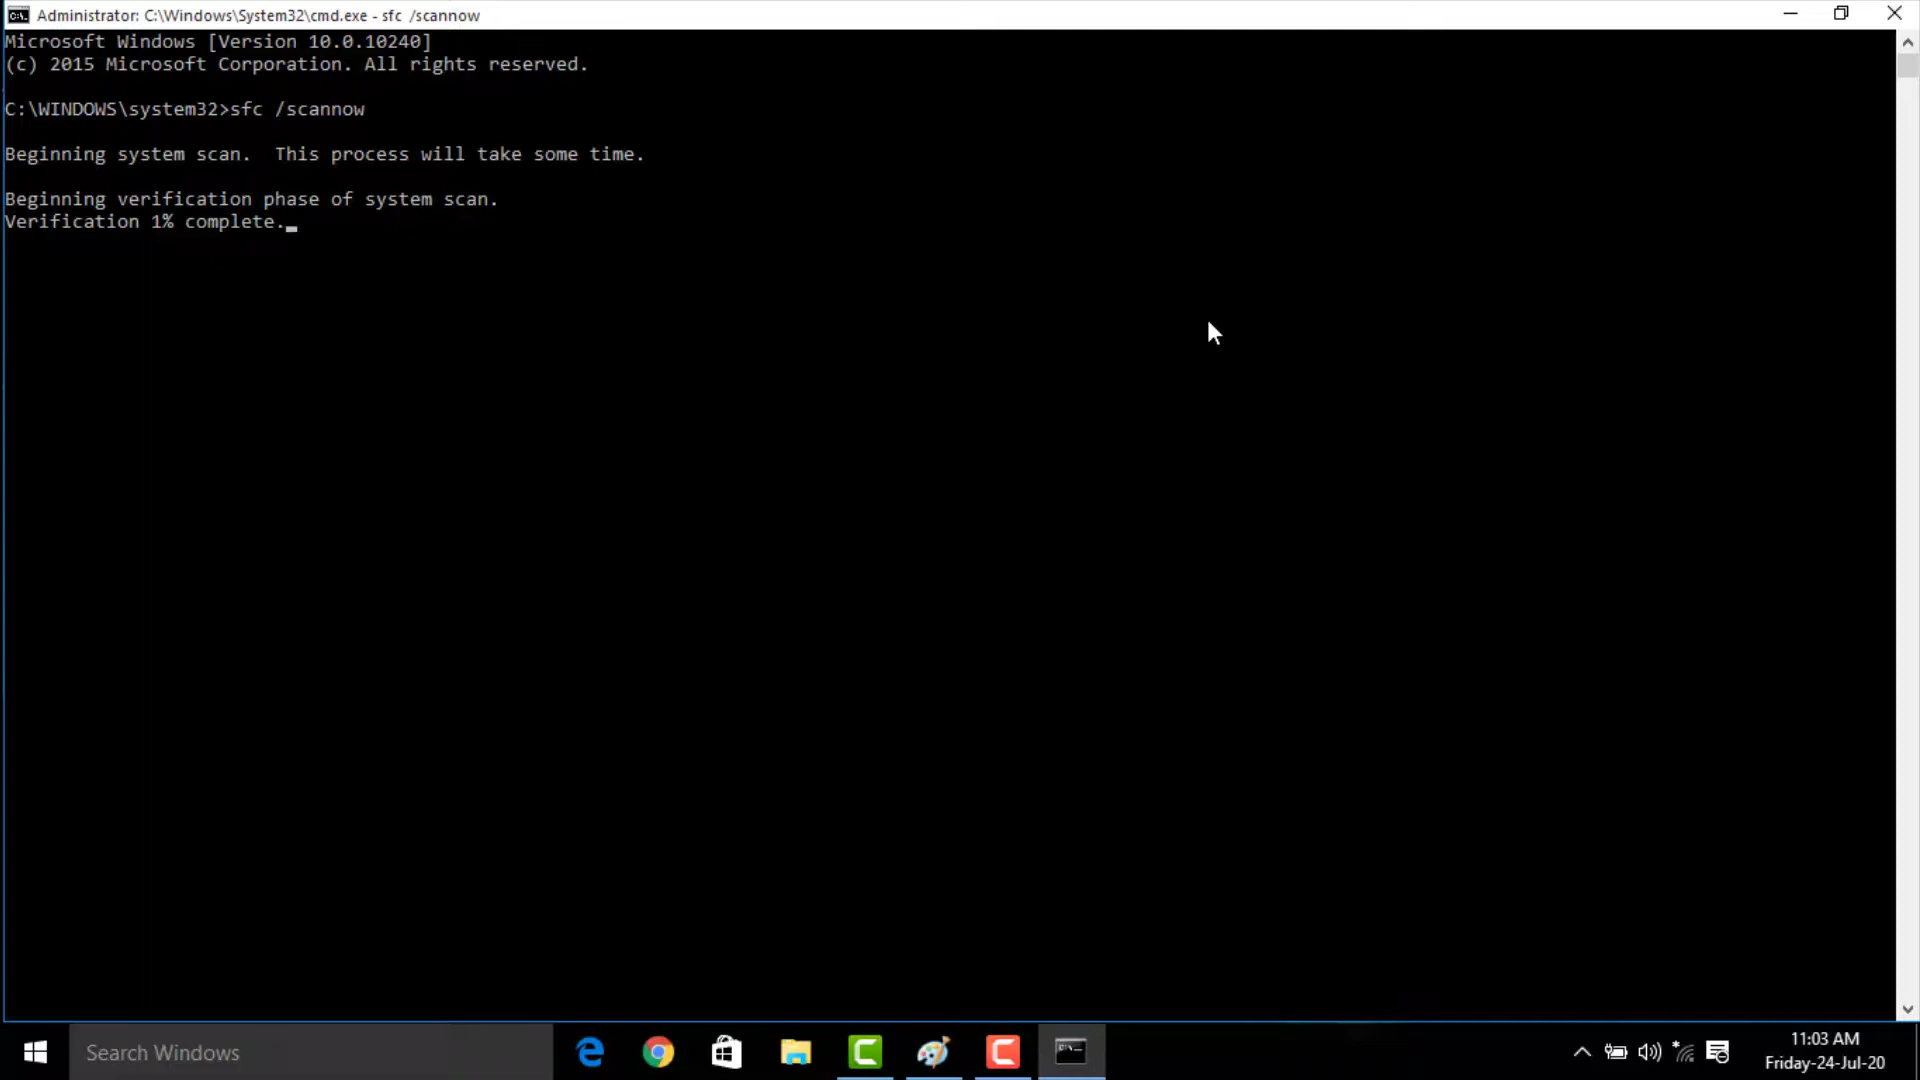 Administrator: C:\Windows\System32\cmd.exe - sfc  /scannow
Microsoft Windows [Version 10.0.10240]
(c) 2015 Microsoft Corporation. All rights reserved.
C:\WINDOWS\system32>sfc /scannow
Beginning system scan.  This process will take some time.
Beginning verification phase of system scan.
Verification 1% complete.
Search Windows
11:03 AM
Friday-24-Jul-20